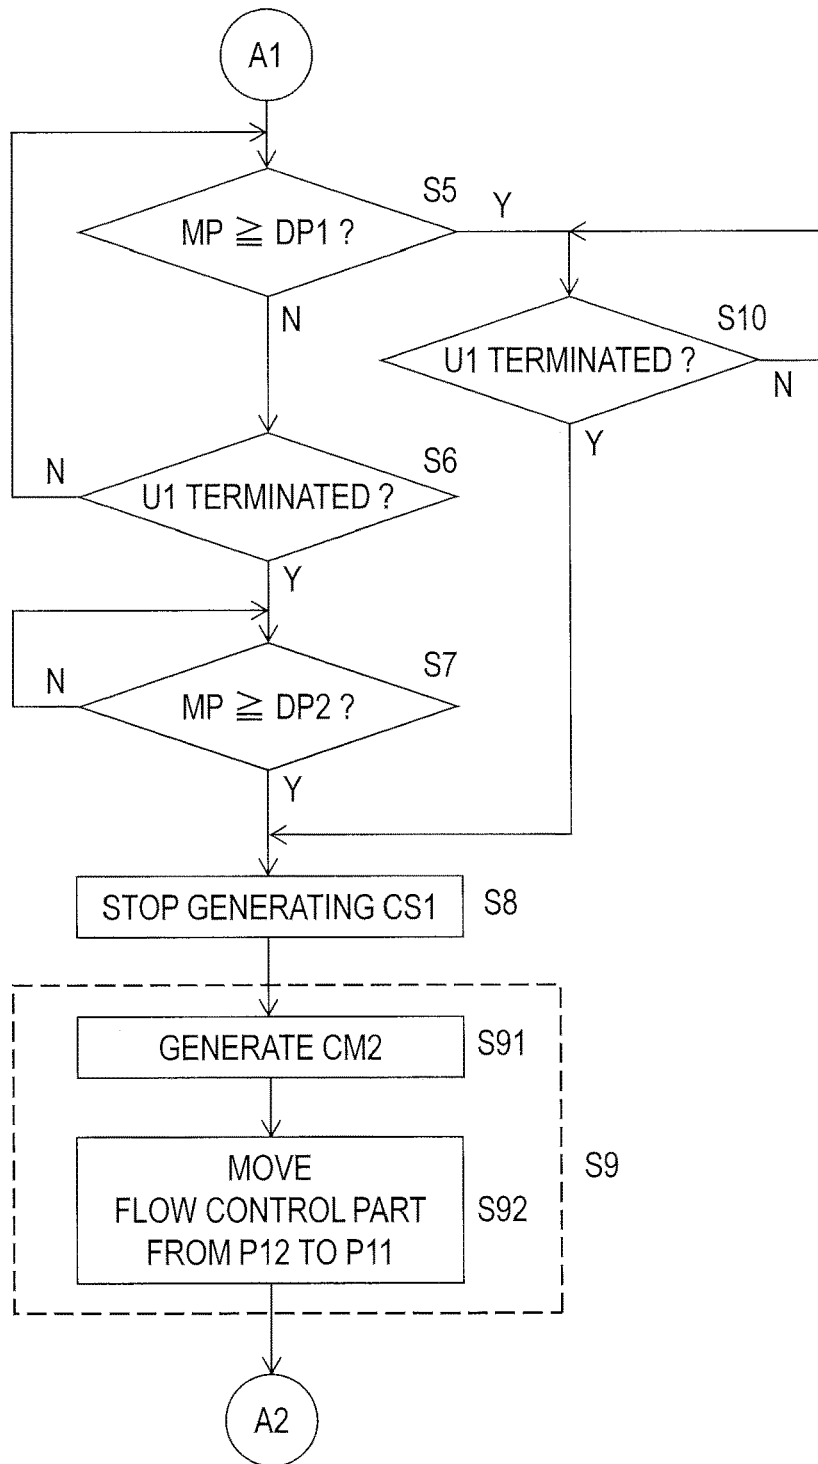 A1
S5
Y
MP ≧ DP1 ?
N
S10
U1 TERMINATED ?
N
Y
S6
N
U1 TERMINATED ?
Y
S7
N
MP ≧ DP2 ?
Y
STOP GENERATING CS1
S8
GENERATE CM2
S91
MOVE
FLOW CONTROL PART
FROM P12 TO P11
S92
S9
A2